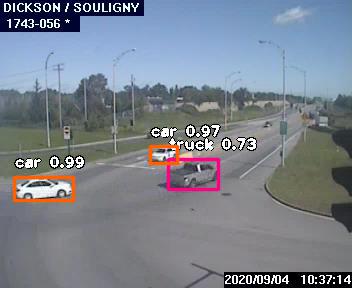 DICKSON / SOULIGNY
1743-056 *
car 0.97
truck 0.73
car 0.99
2020/09/04 10:37:14